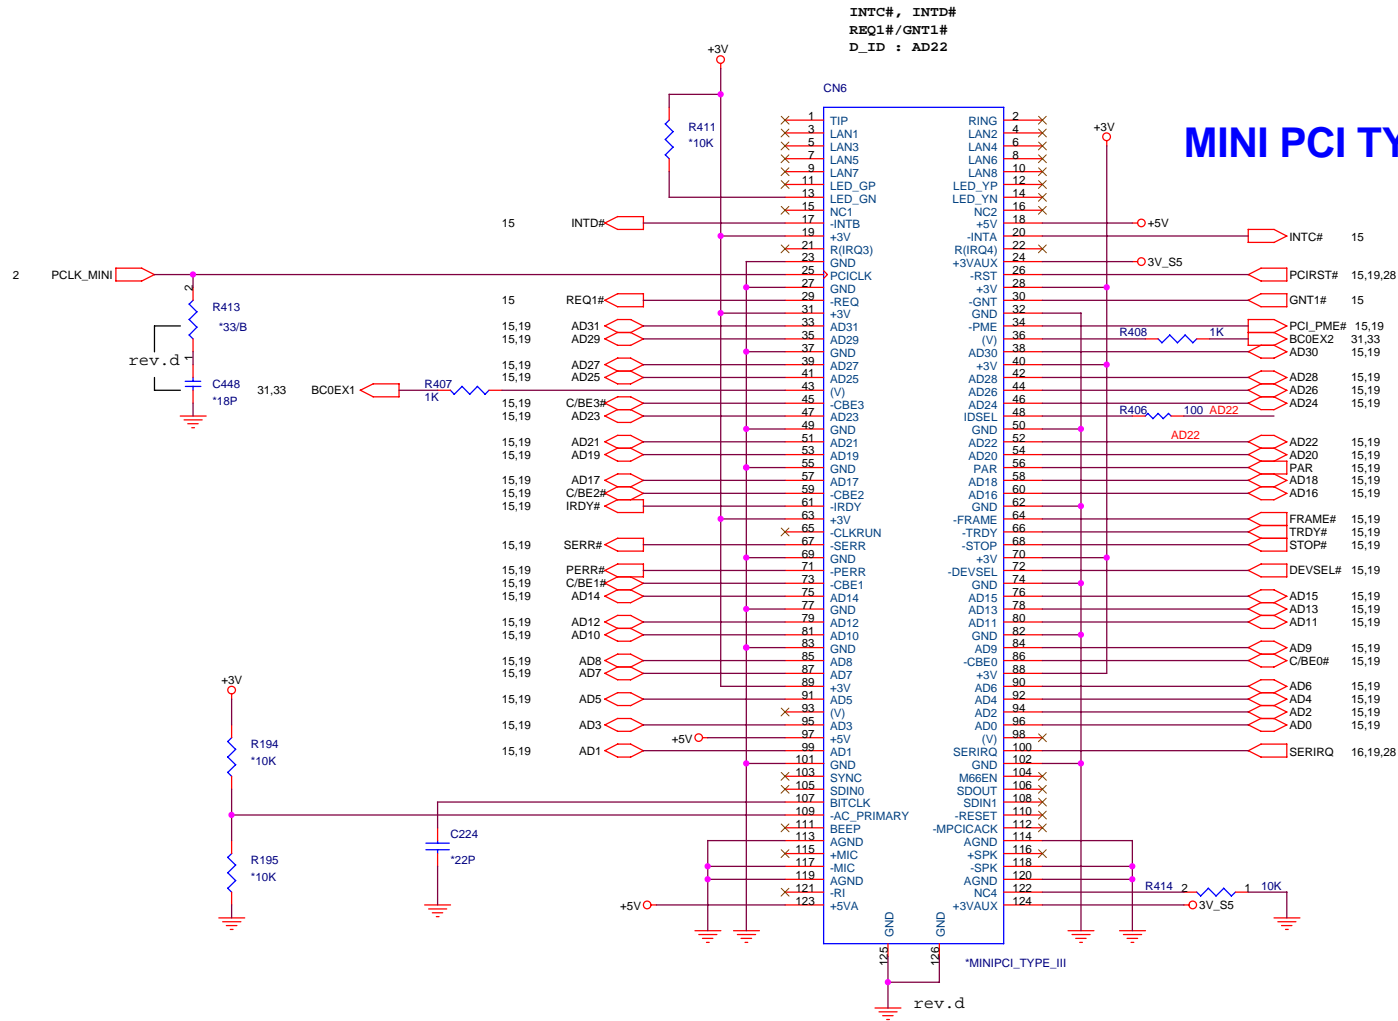 INTC#, INTD#
REQ1#/GNT1#
D_ID : AD22
MINI PCI TY
CN6
+3V
R411
*10K
+3V
1 TIP RING 2
3 LAN1 LAN2 4
5 LAN3 LAN4 6
7 LAN5 LAN6 8
9 LAN7 LAN8 10
11 LED_GP LED_YP 12
13 LED_GN LED_YN 14
15 NC1 NC2 16
15 INTD# 17 -INTB +5V 18 +5V
19 +3V -INTA 20 INTC# 15
21 R(IRQ3) R(IRQ4) 22
23 GND +3VAUX 24 3V_S5
2 PCLK_MINI 25 PCICLK -RST 26 PCIRST# 15,19,28
27 GND +3V 28
15 REQ1# 29 -REQ -GNT 30 GNT1# 15
31 +3V GND 32
15,19 AD31 33 AD31 -PME 34 PCI_PME# 15,19
15,19 AD29 35 AD29 (V) 36 R408 1K BC0EX2 31,33
37 GND AD30 38 AD30 15,19
15,19 AD27 39 AD27 +3V 40
15,19 AD25 41 AD25 AD28 42 AD28 15,19
31,33 BC0EX1 R407 1K 43 (V) AD26 44 AD26 15,19
15,19 C/BE3# 45 -CBE3 AD24 46 AD24 15,19
15,19 AD23 47 AD23 IDSEL 48 R406 100 AD22
49 GND GND 50
AD22
15,19 AD21 51 AD21 AD22 52 AD22 15,19
15,19 AD19 53 AD19 AD20 54 AD20 15,19
55 GND PAR 56 PAR 15,19
15,19 AD17 57 AD17 AD18 58 AD18 15,19
15,19 C/BE2# 59 -CBE2 AD16 60 AD16 15,19
15,19 IRDY# 61 -IRDY GND 62
63 +3V -FRAME 64 FRAME# 15,19
65 -CLKRUN -TRDY 66 TRDY# 15,19
15,19 SERR# 67 -SERR -STOP 68 STOP# 15,19
69 GND +3V 70
15,19 PERR# 71 -PERR -DEVSEL 72 DEVSEL# 15,19
15,19 C/BE1# 73 -CBE1 GND 74
15,19 AD14 75 AD14 AD15 76 AD15 15,19
77 GND AD13 78 AD13 15,19
15,19 AD12 79 AD12 AD11 80 AD11 15,19
15,19 AD10 81 AD10 GND 82
83 GND AD9 84 AD9 15,19
15,19 AD8 85 AD8 -CBE0 86 C/BE0# 15,19
15,19 AD7 87 AD7 +3V 88
89 +3V AD6 90 AD6 15,19
15,19 AD5 91 AD5 AD4 92 AD4 15,19
93 (V) AD2 94 AD2 15,19
15,19 AD3 95 AD3 AD0 96 AD0 15,19
+5V 97 +5V (V) 98
15,19 AD1 99 AD1 SERIRQ 100 SERIRQ 16,19,28
101 GND GND 102
103 SYNC M66EN 104
105 SDIN0 SDOUT 106
107 BITCLK SDIN1 108
109 -AC_PRIMARY -RESET 110
111 BEEP -MPCICACK 112
113 AGND AGND 114
115 +MIC +SPK 116
117 -MIC -SPK 118
119 AGND AGND 120
121 -RI NC4 122 R414 2 1 10K
+5V 123 +5VA +3VAUX 124 3V_S5
GND
GND
125
126
*MINIPCI_TYPE_III
rev.d
2
R413
*33/B
1
rev.d
C448
*18P
+3V
R194
*10K
R195
*10K
C224
*22P